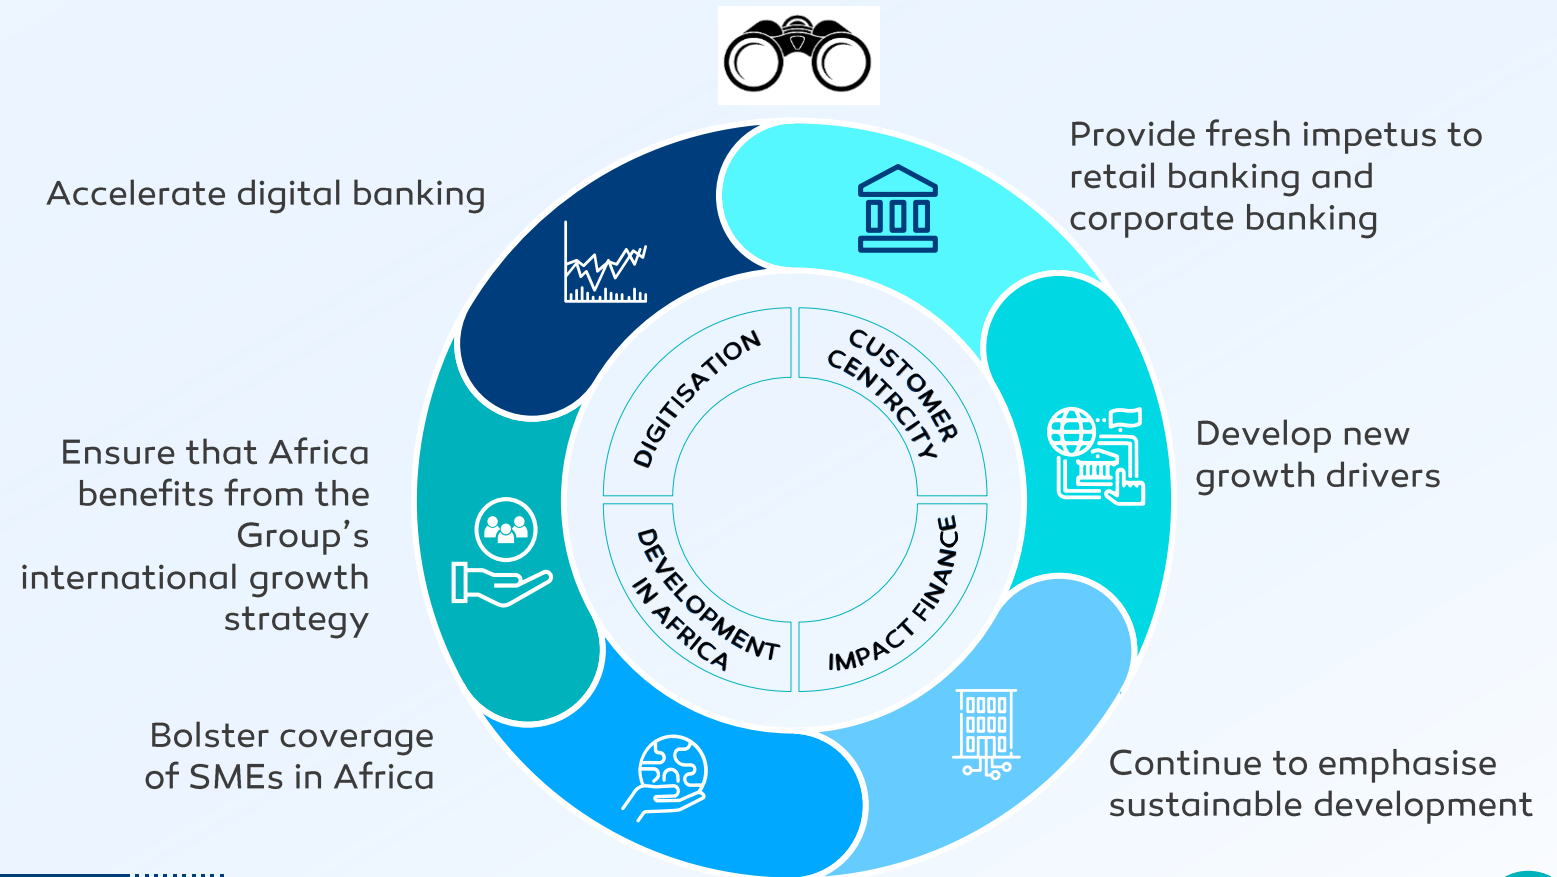 Provide fresh impetus to
retail banking and
corporate banking
Accelerate digital banking
DIGITISATION
CUSTOMER
CENTRCITY
Develop new
growth drivers
Ensure that Africa
benefits from the
Group’s
international growth
strategy
DEVELOPMENT
IN AFRICA
IMPACT FINANCE
Bolster coverage
of SMEs in Africa
Continue to emphasise
sustainable development